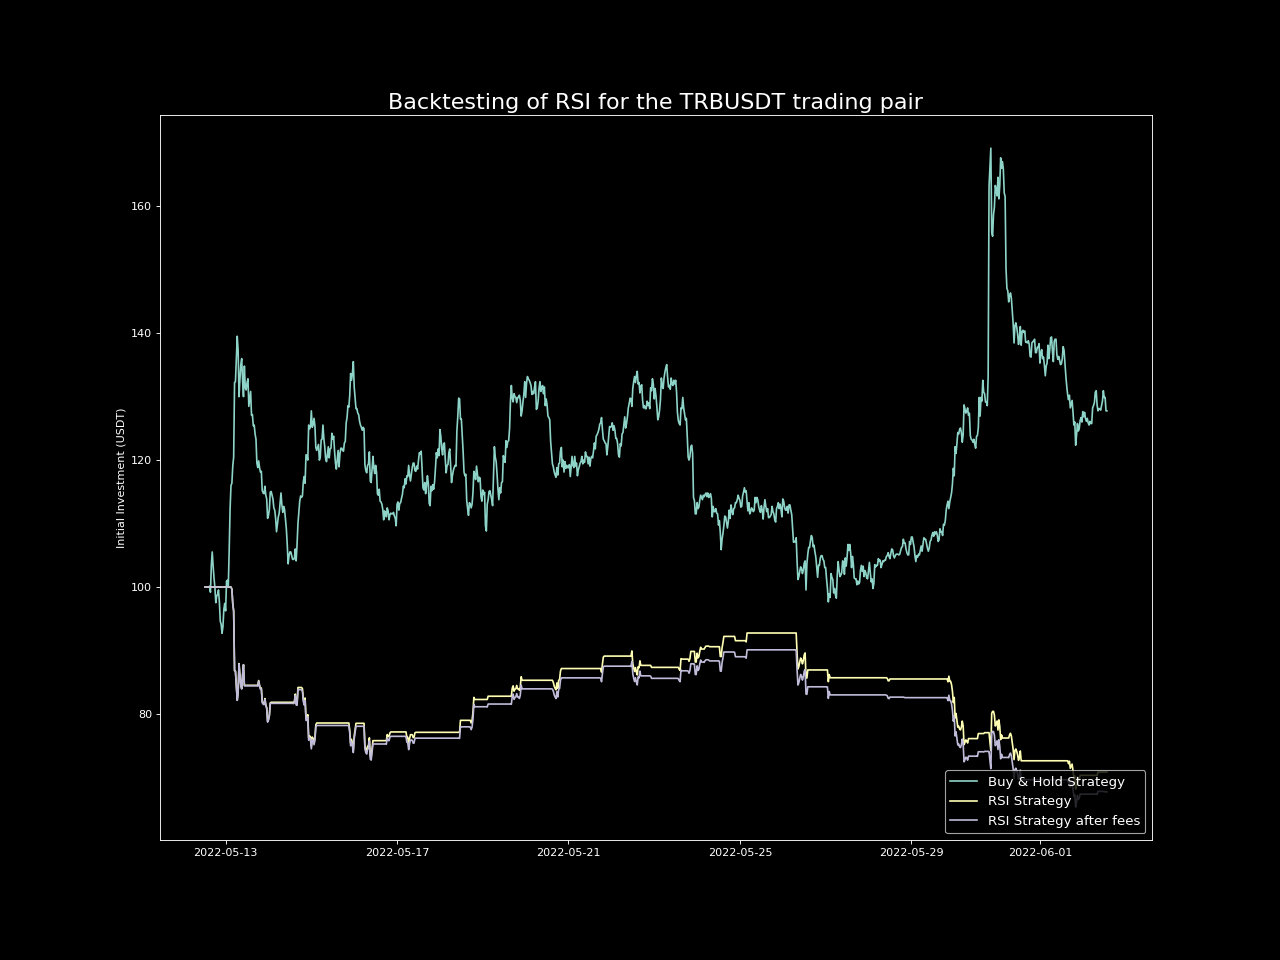 Backtesting of RSI for the TRBUSDT trading pair
Initial Investment (USDT)
160
140
120
100
80
2022-05-13
2022-05-17
2022-05-21
2022-05-25
2022-05-29
2022-06-01
Buy & Hold Strategy
RSI Strategy
RSI Strategy after fees